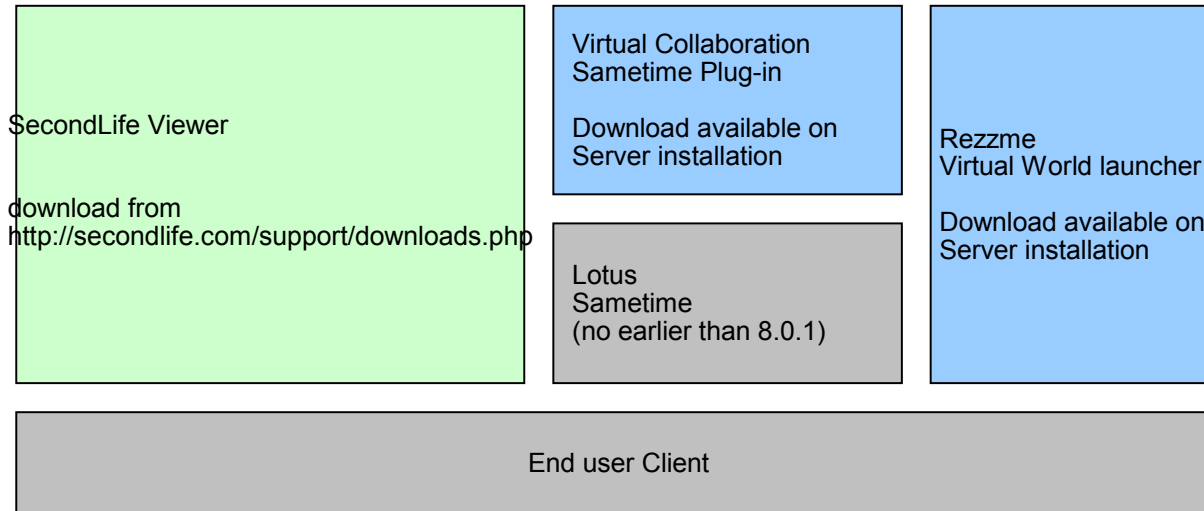 SecondLife Viewer
download from
http://secondlife.com/support/downloads.php
Virtual Collaboration
Sametime Plug-in
Download available on
Server installation
Lotus
Sametime
(no earlier than 8.0.1)
Rezzme
Virtual World launcher
Download available on
Server installation
End user Client